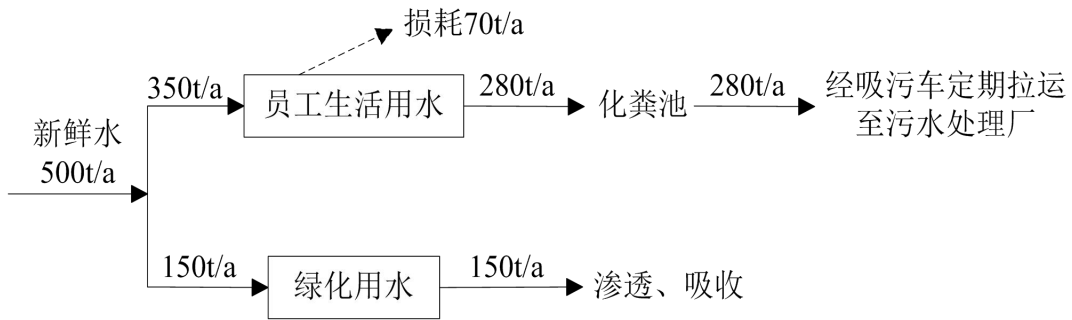 损耗70t/a
350t/a
员工生活用水
280t/a
化粪池
280t/a
经吸污车定期拉运
至污水处理厂
新鲜水
500t/a
150t/a
绿化用水
150t/a
渗透、吸收